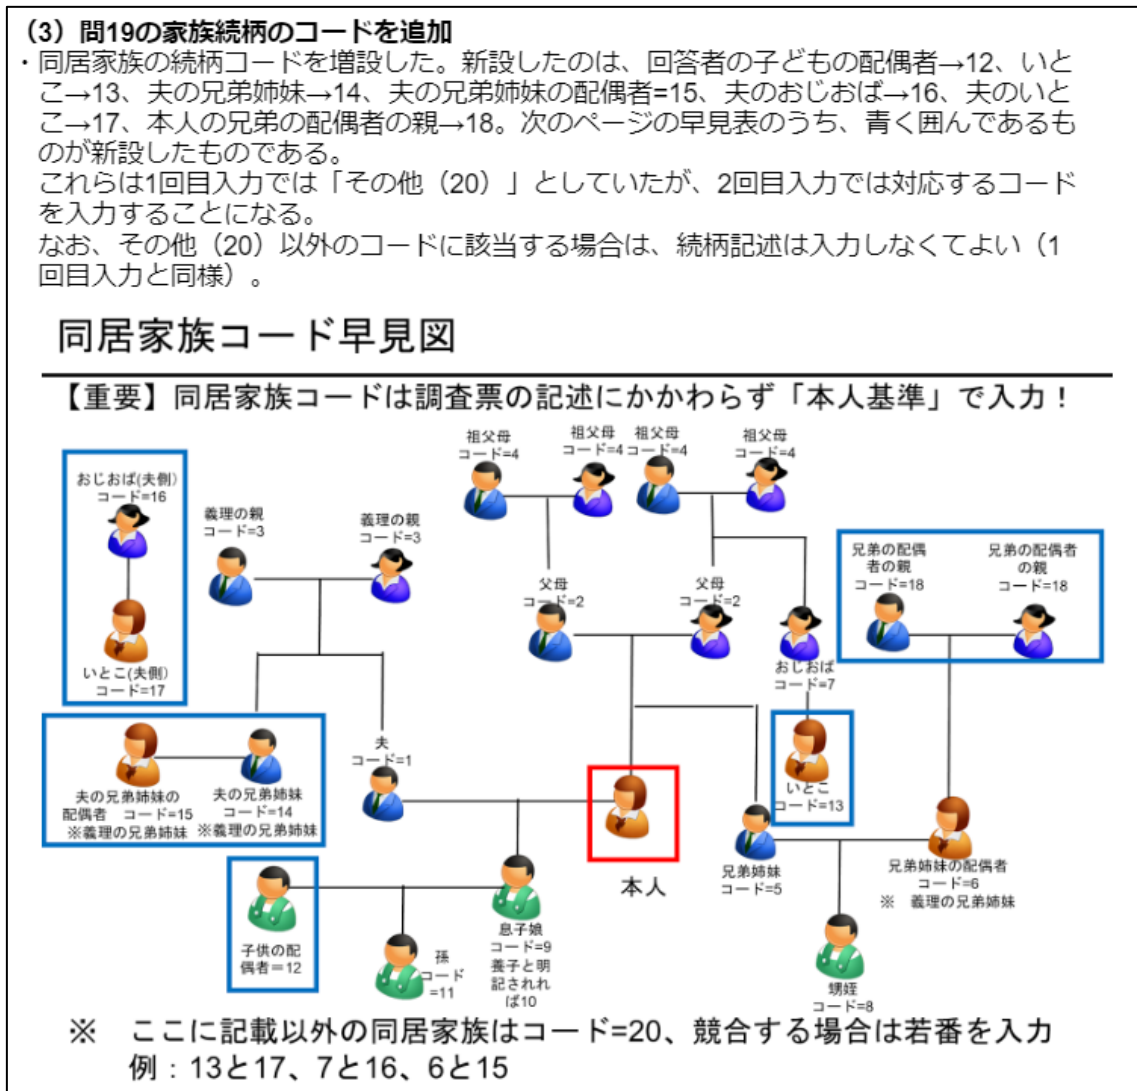 （3）問19の家族続柄のコードを追加
・同居家族の続柄コードを増設した。新設したのは、回答者の子どもの配偶者→12、いと
こ→13、夫の兄弟姉妹→14、夫の兄弟姉妹の配偶者=15、夫のおじおば→16、夫のいと
こ→17、本人の兄弟の配偶者の親→18。次のページの早見表のうち、青く囲んであるも
のが新設したものである。
これらは1回目入力では「その他（20）」としていたが、2回目入力では対応するコード
を入力することになる。
なお、その他（20）以外のコードに該当する場合は、続柄記述は入力しなくてよい（1
回目入力と同様）。
同居家族コード早見図
【重要】同居家族コードは調査票の記述にかかわらず「本人基準」で入力！
祖父母
コード=4
祖父母
コード=4
祖父母
コード=4
祖父母
コード=4
おじおば(夫側)
コード=16
義理の親
コード=3
義理の親
コード=3
兄弟の配偶
者の親
コード=18
兄弟の配偶者
の親
コード=18
父母
コード=2
父母
コード=2
いとこ(夫側)
コード=17
おじおば
コード=7
夫
コード=1
いとこ
コード=13
夫の兄弟姉妹の
配偶者　コード=15
※義理の兄弟姉妹
夫の兄弟姉妹
コード=14
※義理の兄弟姉妹
本人
兄弟姉妹
コード=5
兄弟姉妹の配偶者
コード=6
※　義理の兄弟姉妹
子供の配
偶者＝12
孫
コード
=11
息子娘
コード=9
養子と明
記されれ
ば10
甥姪
コード=8
※　ここに記載以外の同居家族はコード=20、競合する場合は若番を入力
例：13と17、7と16、6と15